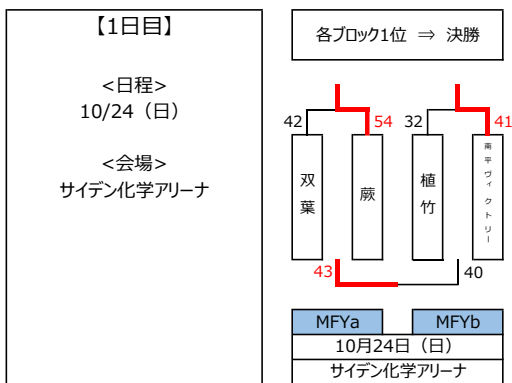 【1日目】
<日程>
10/24（日）
<会場>
サイデン化学アリーナ
各ブロック1位 ⇒ 決勝
42
54
32
41
双葉
蕨
植竹
南平ヴィクトリー
43
40
MFYa
MFYb
10月24日（日）
サイデン化学アリーナ